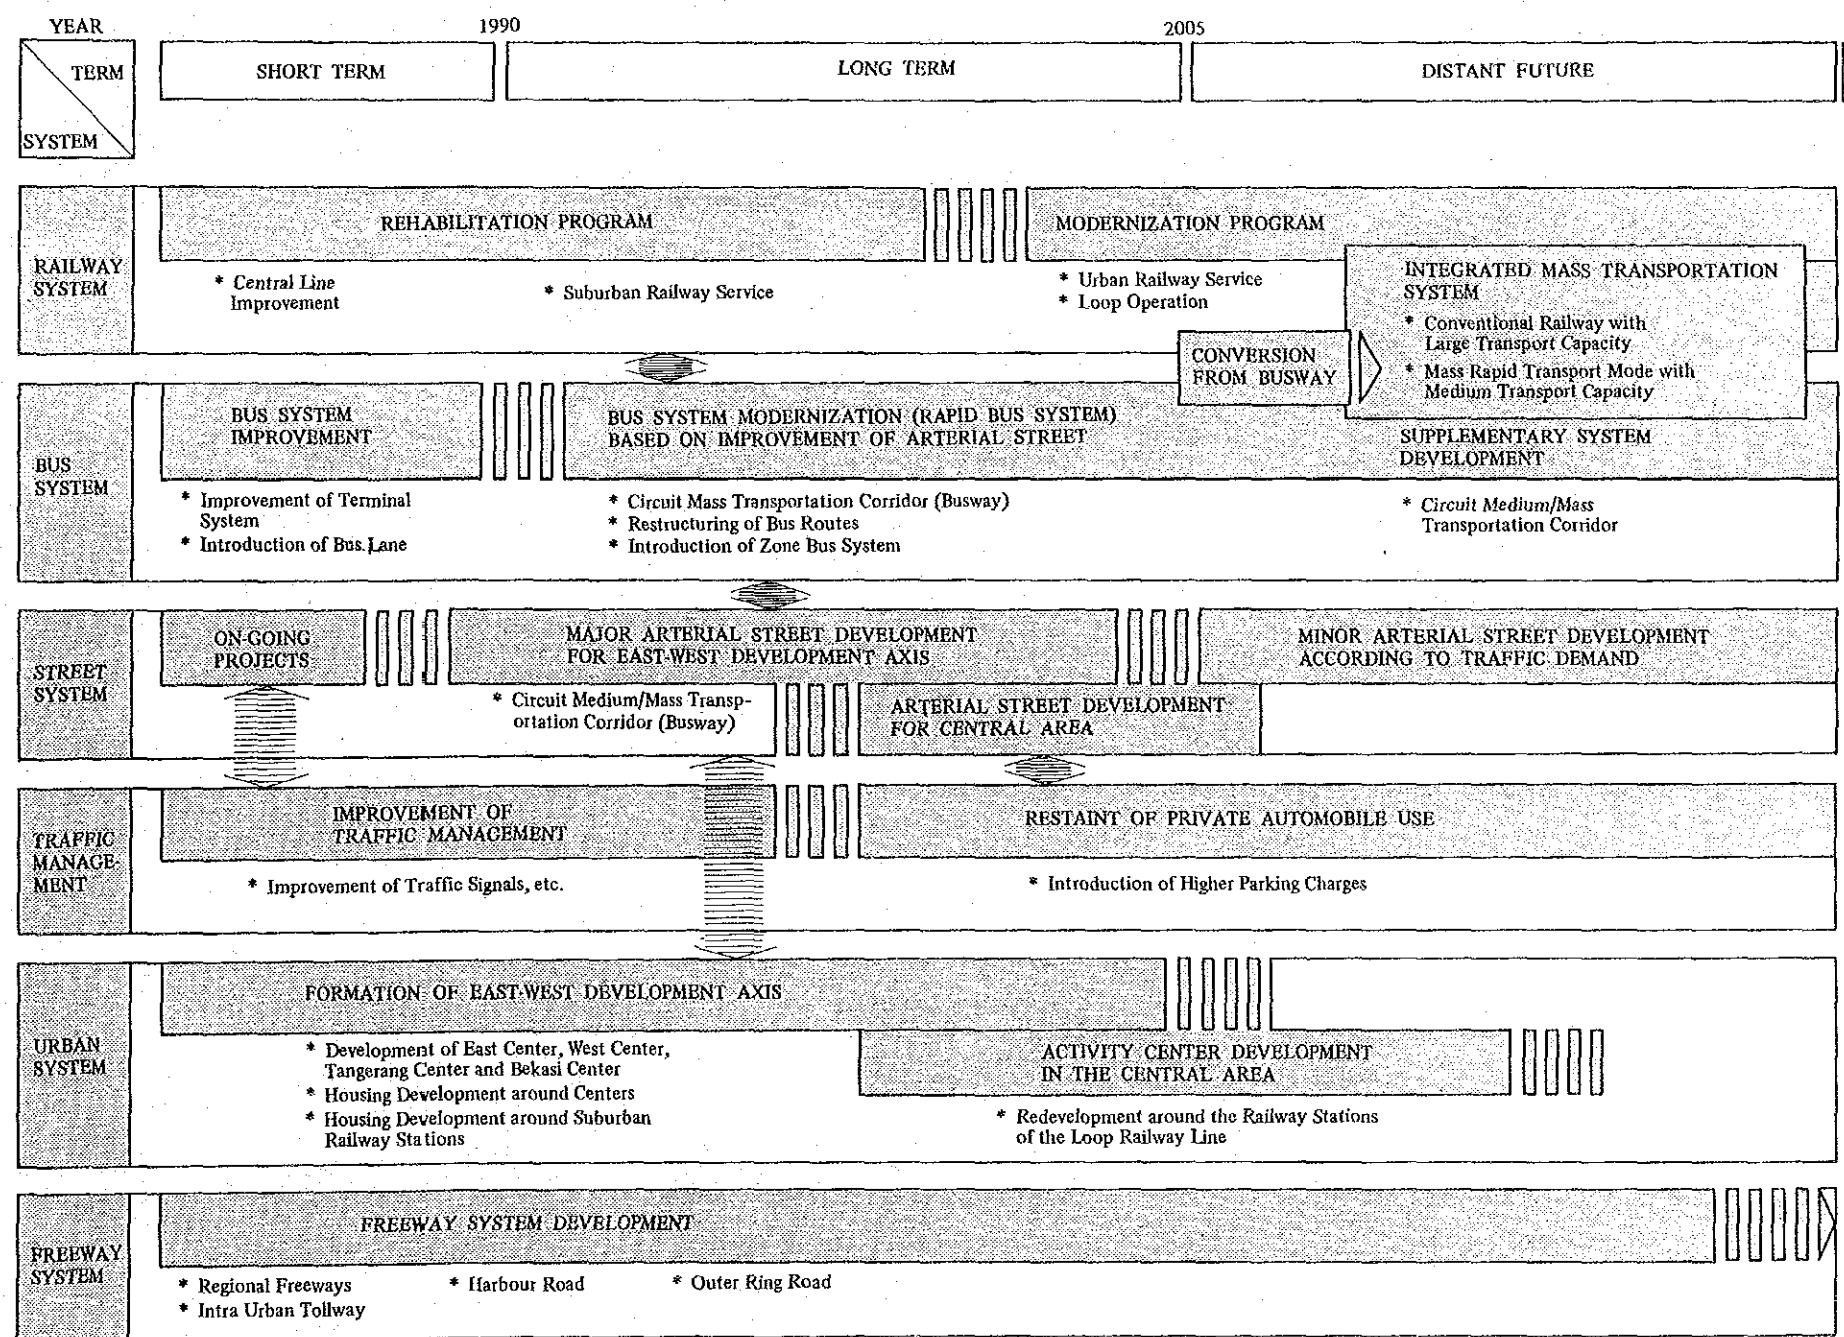 YEAR
1990
2005
TERM
SYSTEM
SHORT TERM
LONG TERM
DISTANT FUTURE
RAILWAY
SYSTEM
REHABILITATION PROGRAM
MODERNIZATION PROGRAM
* Central Line
Improvement
* Suburban Railway Service
* Urban Railway Service
* Loop Operation
INTEGRATED MASS TRANSPORTATION
SYSTEM
* Conventional Railway with
Large Transport Capacity
* Mass Rapid Transport Mode with
Medium Transport Capacity
CONVERSION
FROM BUSWAY
BUS
SYSTEM
BUS SYSTEM
IMPROVEMENT
BUS SYSTEM MODERNIZATION (RAPID BUS SYSTEM)
BASED ON IMPROVEMENT OF ARTERIAL STREET
SUPPLEMENTARY SYSTEM
DEVELOPMENT
* Improvement of Terminal
System
* Introduction of Bus Lane
* Circuit Mass Transportation Corridor (Busway)
* Restructuring of Bus Routes
* Introduction of Zone Bus System
* Circuit Medium/Mass
Transportation Corridor
STREET
SYSTEM
ON-GOING
PROJECTS
MAJOR ARTERIAL STREET DEVELOPMENT
FOR EAST-WEST DEVELOPMENT AXIS
MINOR ARTERIAL STREET DEVELOPMENT
ACCORDING TO TRAFFIC DEMAND
* Circuit Medium/Mass Transp-
ortation Corridor (Busway)
ARTERIAL STREET DEVELOPMENT
FOR CENTRAL AREA
TRAFFIC
MANAGE-
MENT
IMPROVEMENT OF
TRAFFIC MANAGEMENT
RESTAINT OF PRIVATE AUTOMOBILE USE
* Improvement of Traffic Signals, etc.
* Introduction of Higher Parking Charges
URBAN
SYSTEM
FORMATION OF EAST-WEST DEVELOPMENT AXIS
* Development of East Center, West Center,
Tangerang Center and Bekasi Center
* Housing Development around Centers
* Housing Development around Suburban
Railway Stations
ACTIVITY CENTER DEVELOPMENT
IN THE CENTRAL AREA
* Redevelopment around the Railway Stations
of the Loop Railway Line
FREEWAY
SYSTEM
FREEWAY SYSTEM DEVELOPMENT
* Regional Freeways
* Intra Urban Tollway
* Harbour Road
* Outer Ring Road